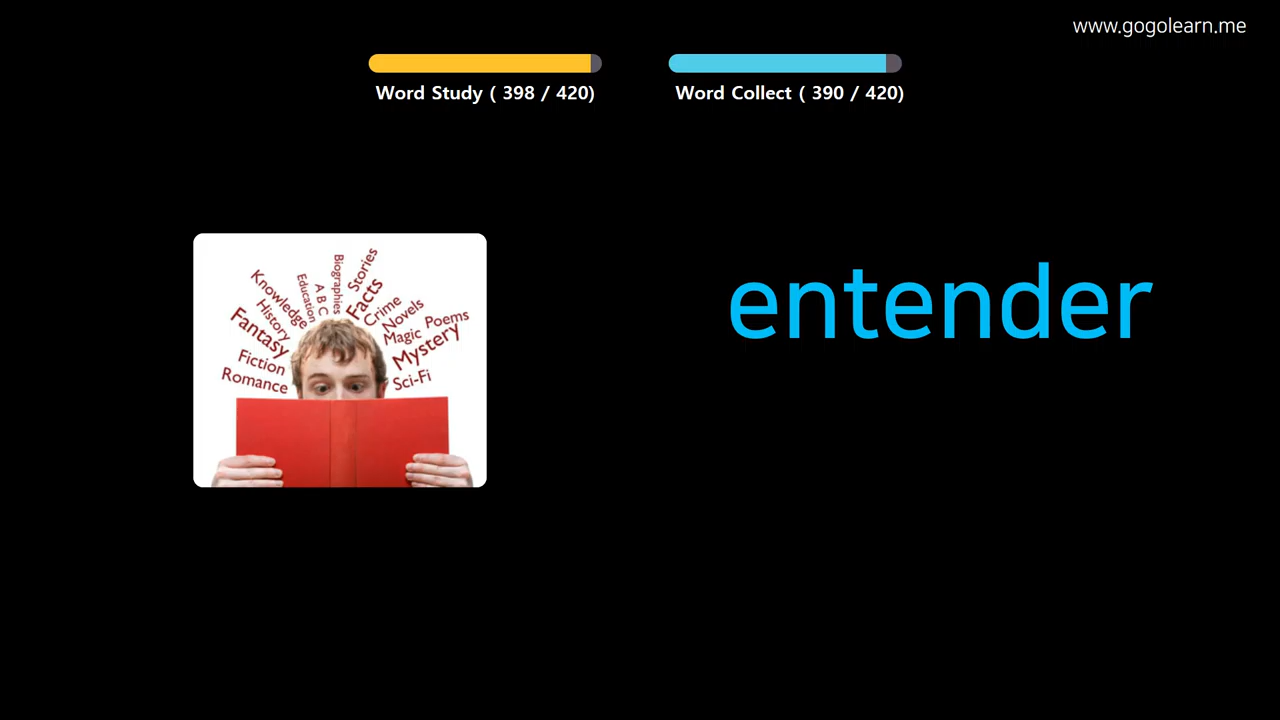 www.gogolearn.me
Word Study ( 398 / 420)
Word Collect ( 390 / 420)
entender
Biographies
Stories
Knowledge
Education
A B C
Facts
History
Crime
Novels
Fantasy
Magic
Poems
Fiction
Mystery
Romance
Sci-Fi